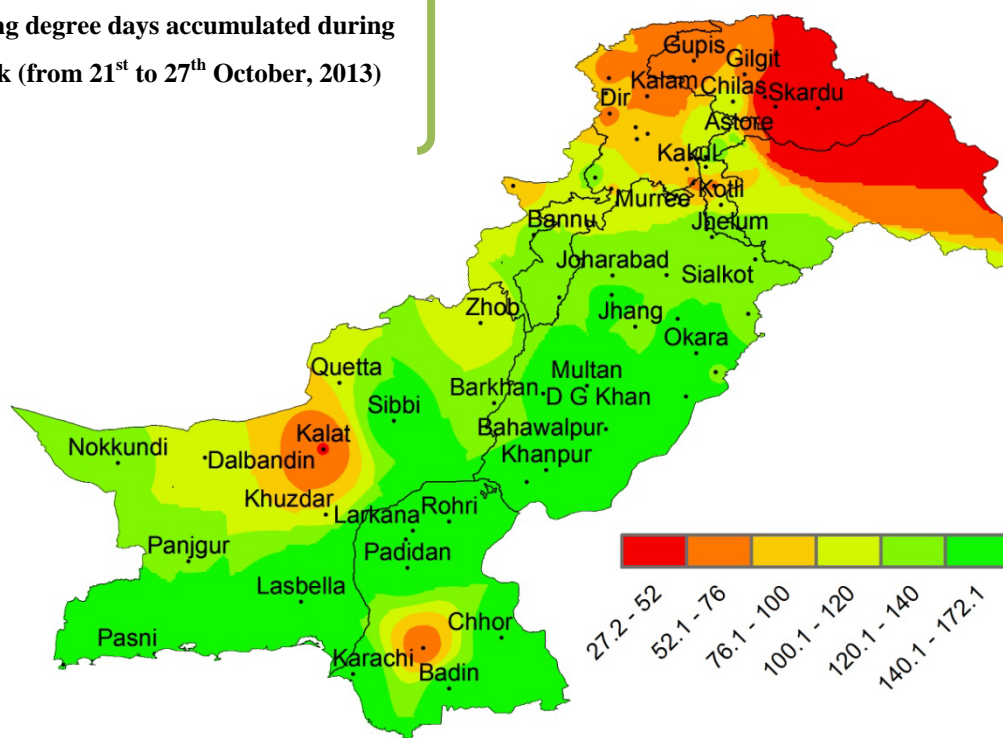 ng degree days accumulated during
k (from 21st to 27th October, 2013)
Gupis
Gilgit
Kalam
Chilas
Skardu
Dir
Astore
Kakul
Kotli
Murree
Bannu
Jhelum
Joharabad
Sialkot
Zhob
Jhang
Okara
Quetta
Multan
Barkhan
D G Khan
Sibbi
Kalat
Bahawalpur
Nokkundi
Dalbandin
Khanpur
Khuzdar
Rohri
Larkana
Panjgur
Padidan
Lasbella
Chhor
Pasni
Karachi
Badin
27.2 - 52
52.1 - 76
76.1 - 100
100.1 - 120
120.1 - 140
140.1 - 172.1